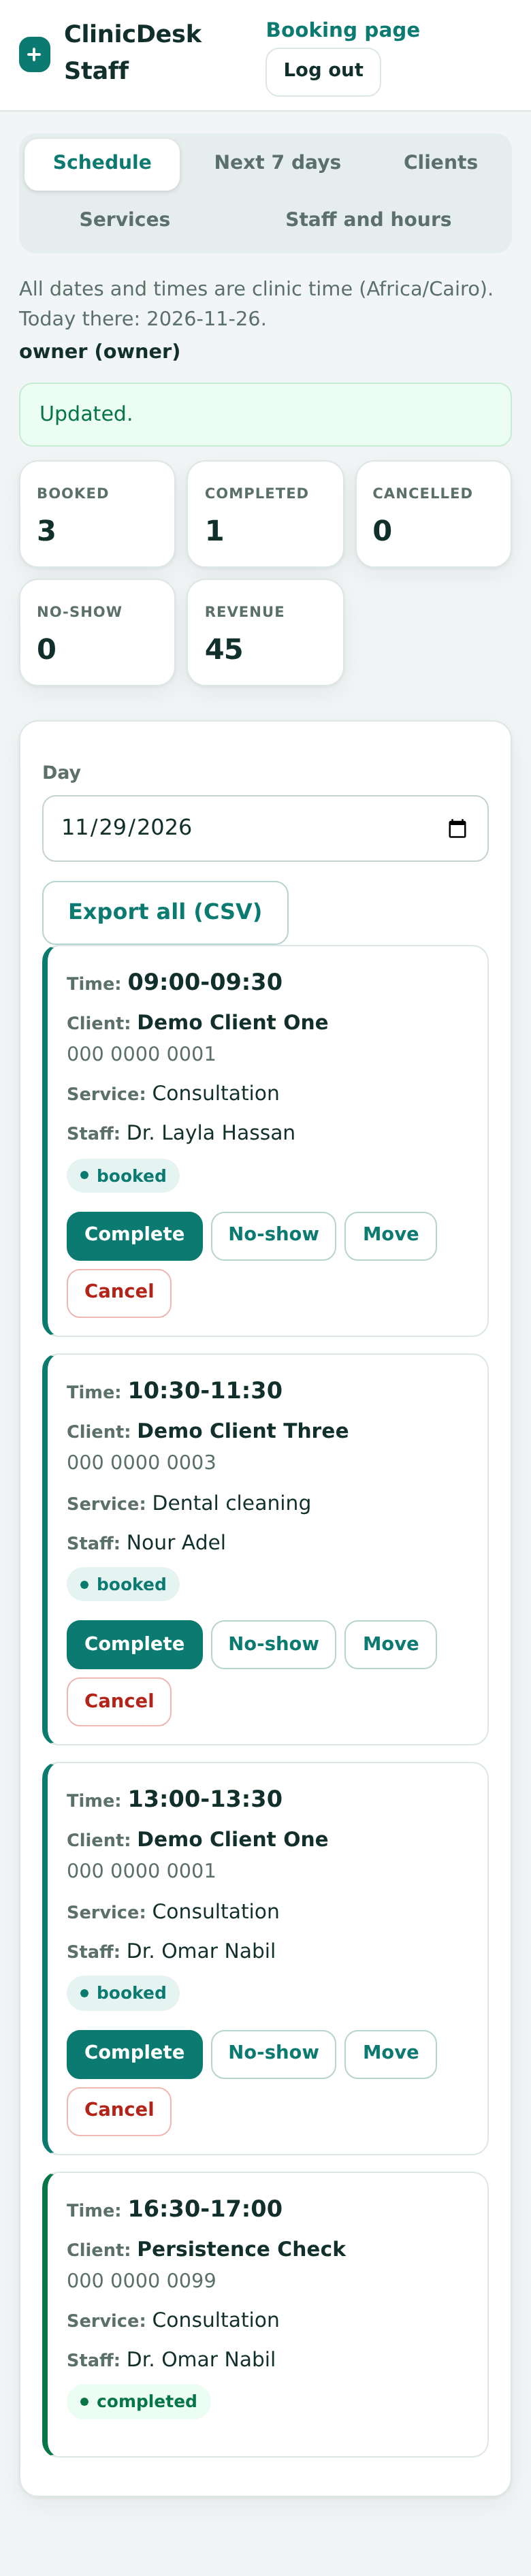 ClinicDesk
Staff
Booking page
Log out
Schedule
Next 7 days
Clients
Services
Staff and hours
All dates and times are clinic time (Africa/Cairo).
Today there: 2026-11-26.
owner (owner)
Updated.
BOOKED
3
COMPLETED
1
CANCELLED
0
NO-SHOW
0
REVENUE
45
Day
11/29/2026
Export all (CSV)
Time: 09:00-09:30
Client: Demo Client One
000 0000 0001
Service: Consultation
Staff: Dr. Layla Hassan
booked
Complete
No-show
Move
Cancel
Time: 10:30-11:30
Client: Demo Client Three
000 0000 0003
Service: Dental cleaning
Staff: Nour Adel
booked
Complete
No-show
Move
Cancel
Time: 13:00-13:30
Client: Demo Client One
000 0000 0001
Service: Consultation
Staff: Dr. Omar Nabil
booked
Complete
No-show
Move
Cancel
Time: 16:30-17:00
Client: Persistence Check
000 0000 0099
Service: Consultation
Staff: Dr. Omar Nabil
completed